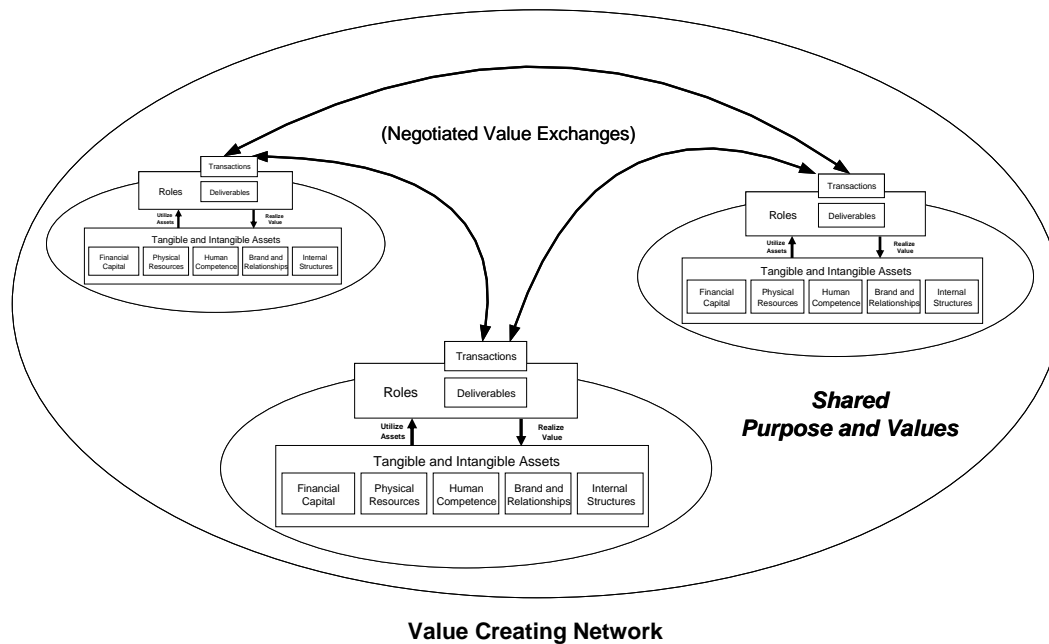 (Negotiated Value Exchanges)
Transactions
Roles
Deliverables
Utilize
Assets
Realize
Value
Tangible and Intangible Assets
Financial
Capital
Physical
Resources
Human
Competence
Brand and
Relationships
Internal
Structures
Transactions
Roles
Deliverables
Utilize
Assets
Realize
Value
Tangible and Intangible Assets
Financial
Capital
Physical
Resources
Human
Competence
Brand and
Relationships
Internal
Structures
Transactions
Roles
Deliverables
Utilize
Assets
Realize
Value
Tangible and Intangible Assets
Financial
Capital
Physical
Resources
Human
Competence
Brand and
Relationships
Internal
Structures
Shared
Purpose and Values
Value Creating Network